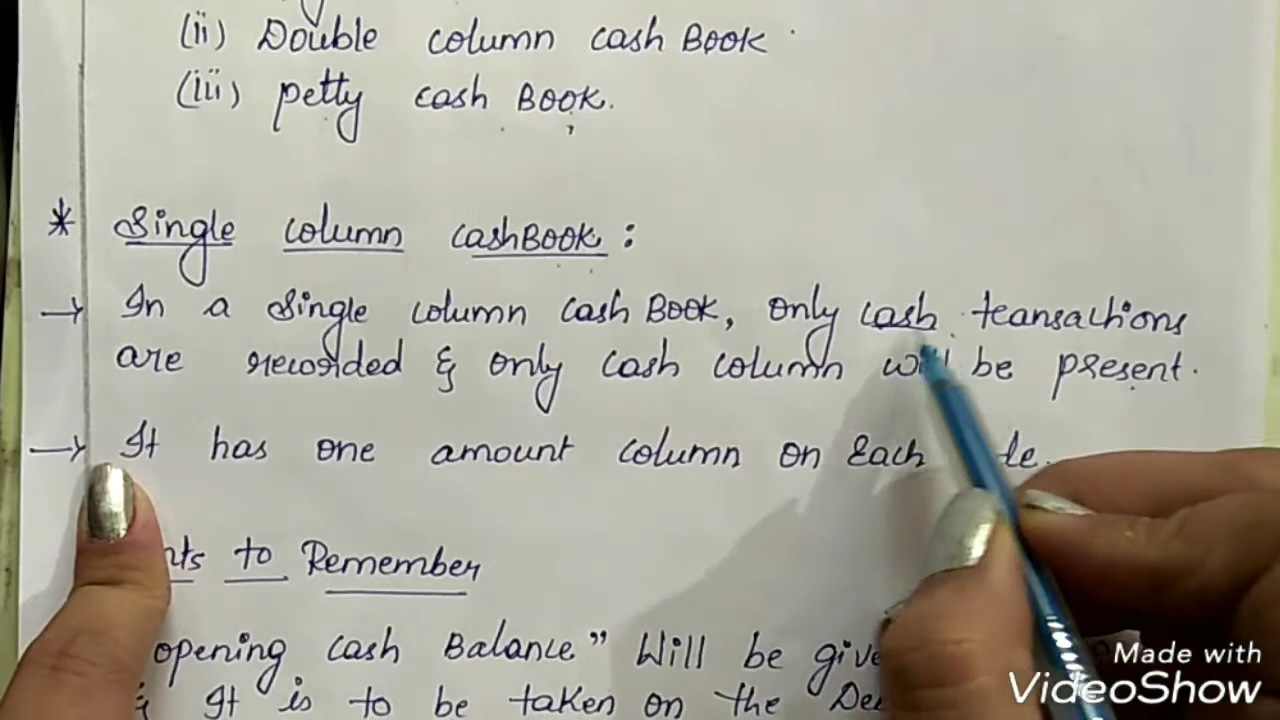 (ii) Double column cash Book
(iii) petty cash Book.
* Single column cashBook :
→ In a single column cash Book, only cash transactions
are recorded & only cash column will be present.
→ It has one amount column on Each
to Remember
opening cash Balance" Will be
It is to be taken on the
Made with
VideoShow